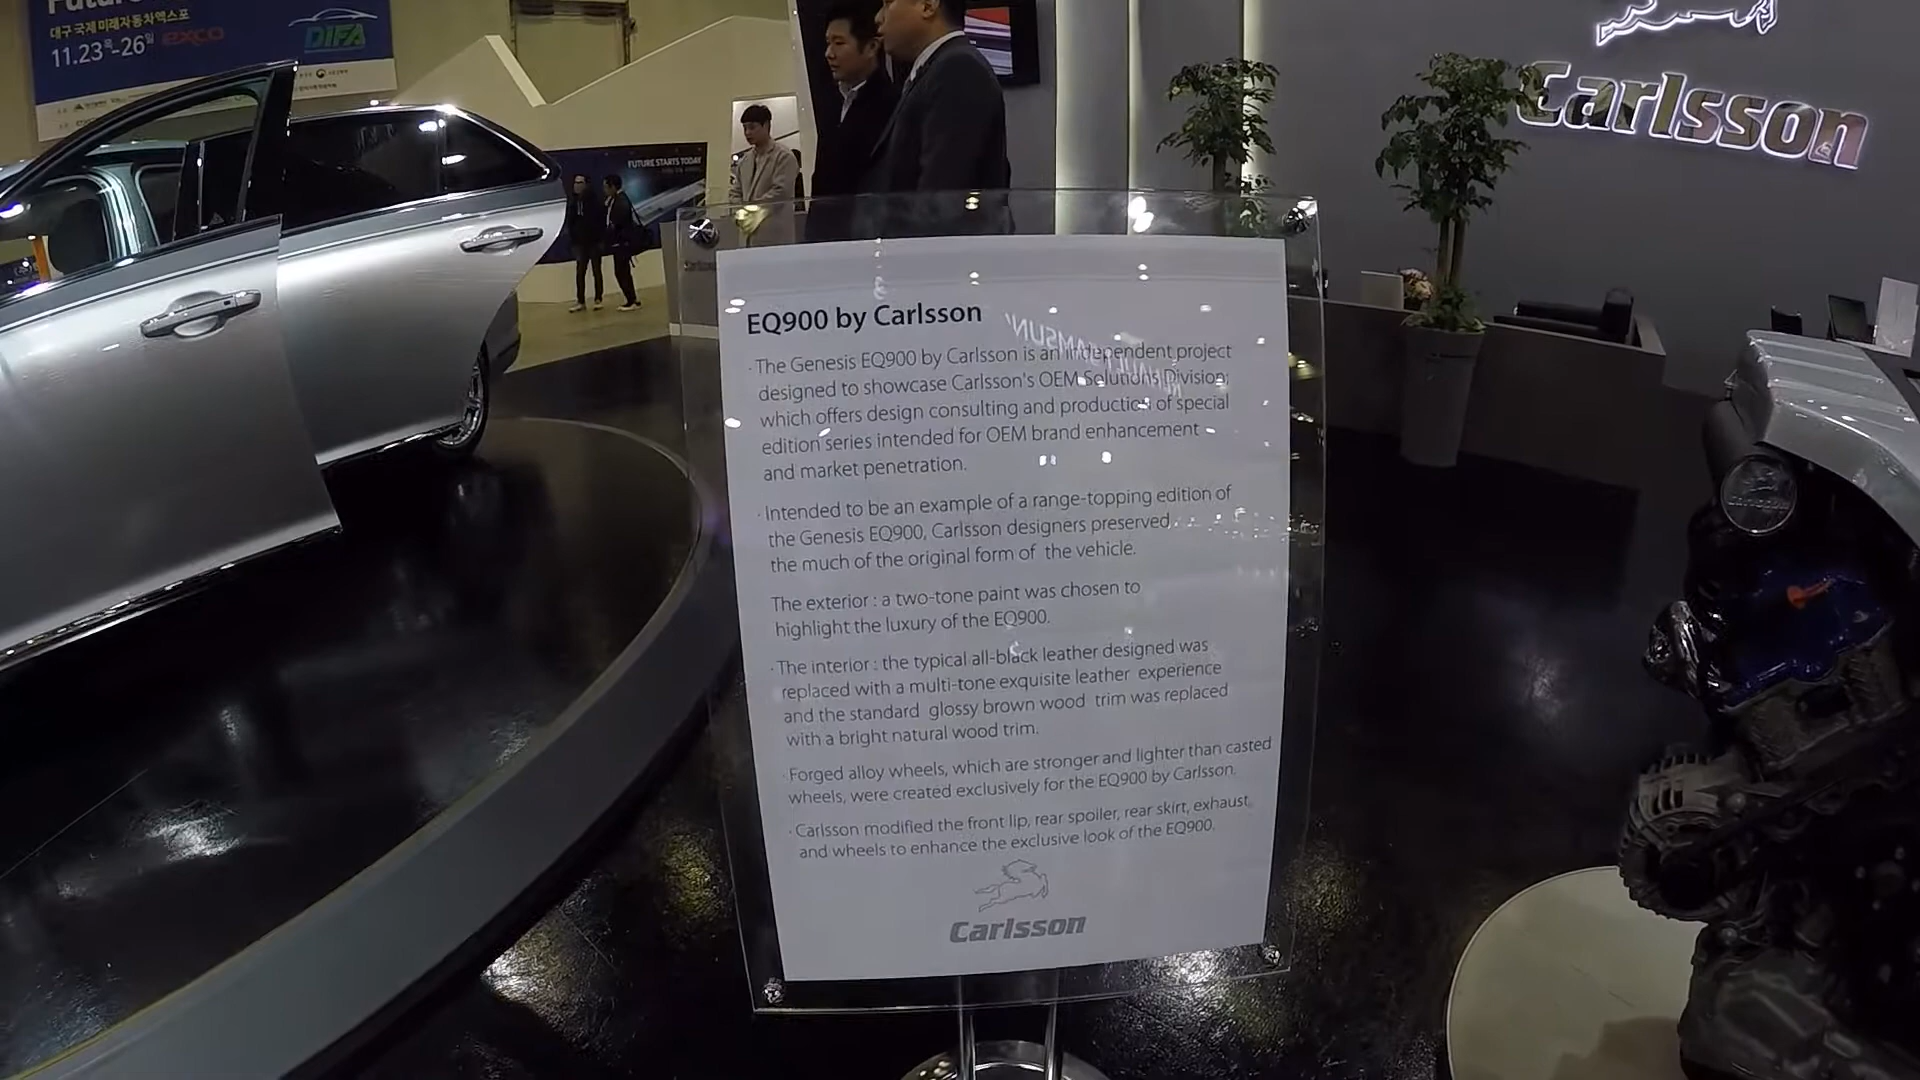 Future
대구 국제 미래자동차엑스포
11.23목-26일 EXCO
DIFA
FUTURE STARTS TODAY
Carlsson
EQ900 by Carlsson
· The Genesis EQ900 by Carlsson is an independent project
designed to showcase Carlsson's OEM Solutions Division,
which offers design consulting and production of special
edition series intended for OEM brand enhancement
and market penetration.
· Intended to be an example of a range-topping edition of
the Genesis EQ900, Carlsson designers preserved
the much of the original form of the vehicle.
The exterior : a two-tone paint was chosen to
highlight the luxury of the EQ900.
· The interior : the typical all-black leather designed was
replaced with a multi-tone exquisite leather experience
and the standard glossy brown wood trim was replaced
with a bright natural wood trim.
· Forged alloy wheels, which are stronger and lighter than casted
wheels, were created exclusively for the EQ900 by Carlsson.
· Carlsson modified the front lip, rear spoiler, rear skirt, exhaust
and wheels to enhance the exclusive look of the EQ900.
Carlsson